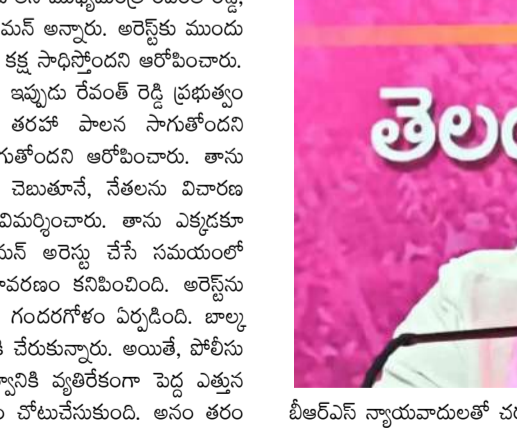 మన్ అన్నారు. అరెస్ట్‌కు ముందు
కక్ష సాధిస్తోందని ఆరోపించారు.
ఇప్పుడు రేవంత్ రెడ్డి ప్రభుత్వం
తరహా పాలన సాగుతోందని
గుతోందని ఆరోపించారు. తాను
చెబుతూనే, నేతలను విచారణ
విమర్శించారు. తాను ఎక్కడకూ
మన్ అరెస్టు చేసే సమయంలో
వరణం కనిపించింది. అరెస్ట్‌ను
గందరగోళం ఏర్పడింది. బాల్క
చేరుకున్నారు. అయితే, పోలీసు
వ్యతిరేకంగా పెద్ద ఎత్తున
చోటుచేసుకుంది. అనం తరం
తెల
బీఆర్ఎస్ న్యాయవాదులతో